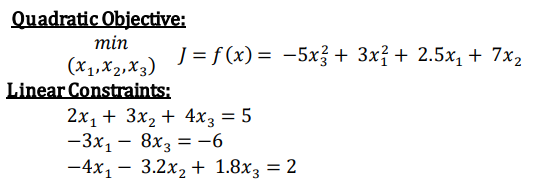 Quadratic Objective:
min
(x₁,x₂,x₃) J = f(x) = −5x₃² + 3x₁² + 2.5x₁ + 7x₂
Linear Constraints:
2x₁ + 3x₂ + 4x₃ = 5
−3x₁ − 8x₃ = −6
−4x₁ − 3.2x₂ + 1.8x₃ = 2